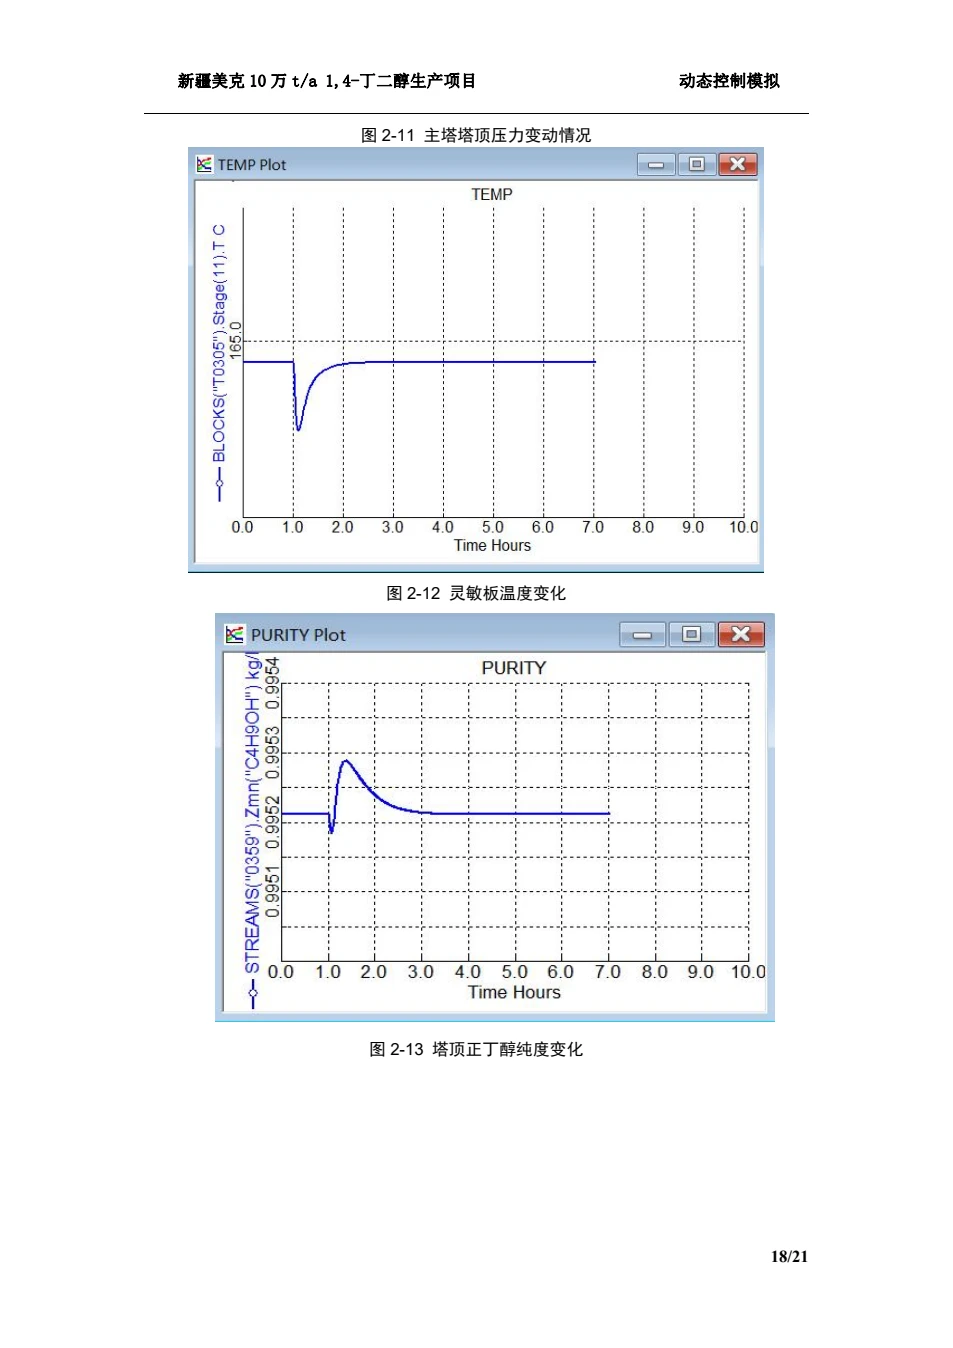 新疆美克 10 万 t/a 1,4-丁二醇生产项目 动态控制模拟
图 2-11 主塔塔顶压力变动情况
TEMP Plot
TEMP
BLOCKS("T0305").Stage(11).T C
165.0
0.0 1.0 2.0 3.0 4.0 5.0 6.0 7.0 8.0 9.0 10.0
Time Hours
图 2-12 灵敏板温度变化
PURITY Plot
PURITY
STREAMS("0359").Zmn("C4H9OH") kg/
0.9954
0.9953
0.9952
0.9951
0.0 1.0 2.0 3.0 4.0 5.0 6.0 7.0 8.0 9.0 10.0
Time Hours
图 2-13 塔顶正丁醇纯度变化
18/21